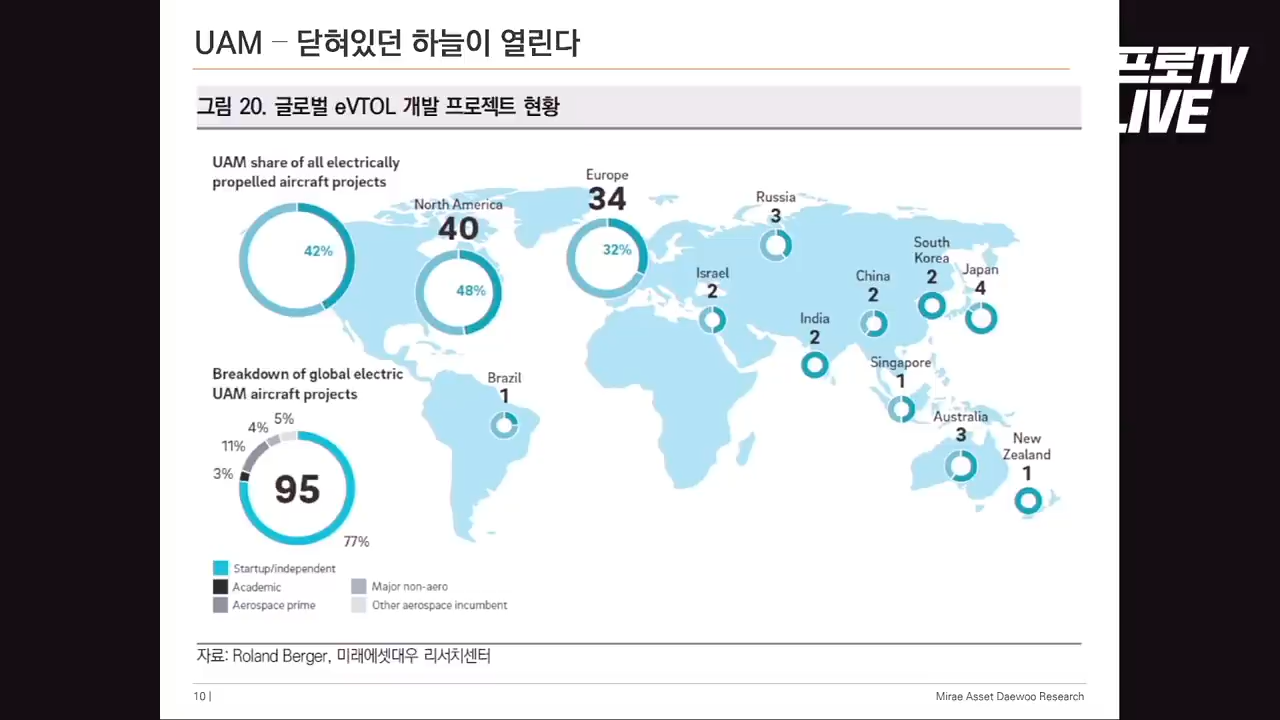 UAM – 닫혀있던 하늘이 열린다
프로TV
LIVE
그림 20. 글로벌 eVTOL 개발 프로젝트 현황
UAM share of all electrically
propelled aircraft projects
42%
North America
40
48%
Europe
34
32%
Russia
3
Israel
2
South
Korea
2
Japan
4
China
2
India
2
Singapore
1
Australia
3
New
Zealand
1
Brazil
1
Breakdown of global electric
UAM aircraft projects
5%
4%
11%
3%
95
77%
Startup/independent
Academic
Major non-aero
Aerospace prime
Other aerospace incumbent
자료: Roland Berger, 미래에셋대우 리서치센터
10 |
Mirae Asset Daewoo Research